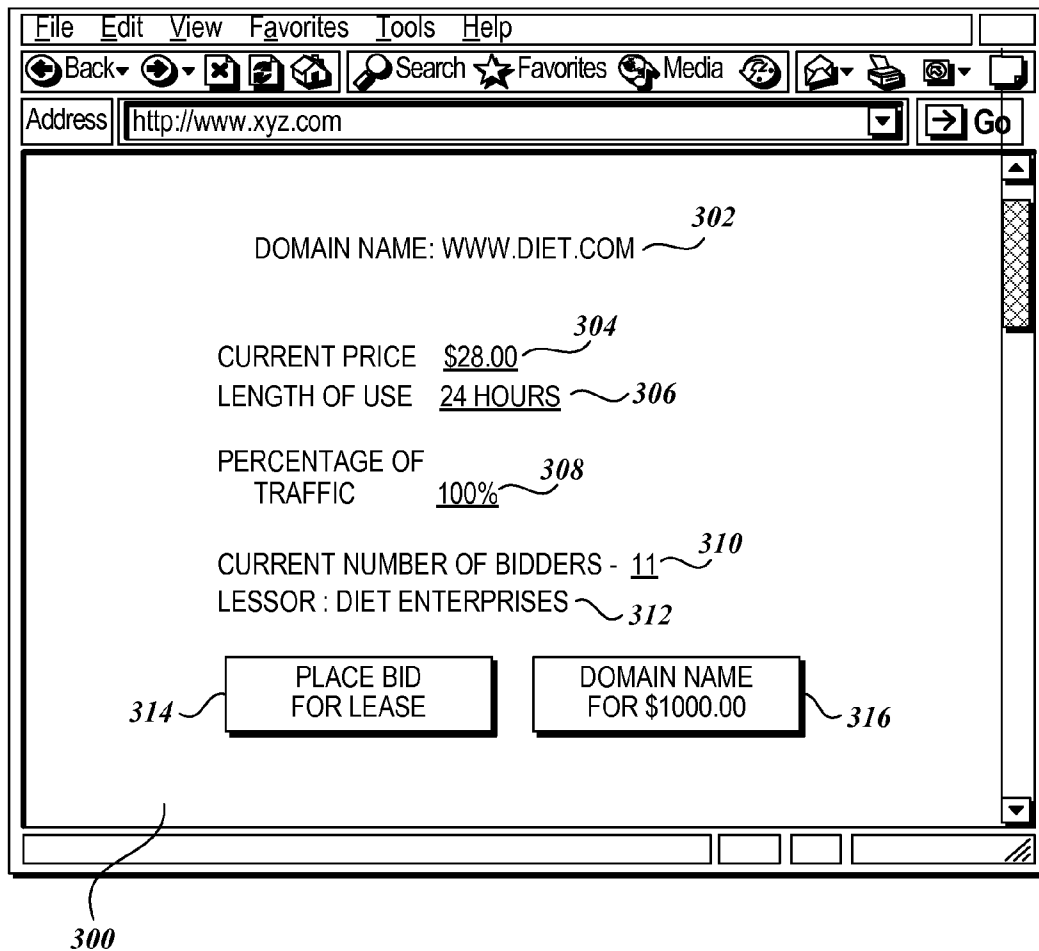 File Edit View Favorites Tools Help
Back Search Favorites Media
Address http://www.xyz.com Go
302
DOMAIN NAME: WWW.DIET.COM
304
CURRENT PRICE $28.00
LENGTH OF USE 24 HOURS 306
PERCENTAGE OF
TRAFFIC 100% 308
CURRENT NUMBER OF BIDDERS - 11 310
LESSOR : DIET ENTERPRISES 312
PLACE BID
FOR LEASE
DOMAIN NAME
FOR $1000.00
314 316
300